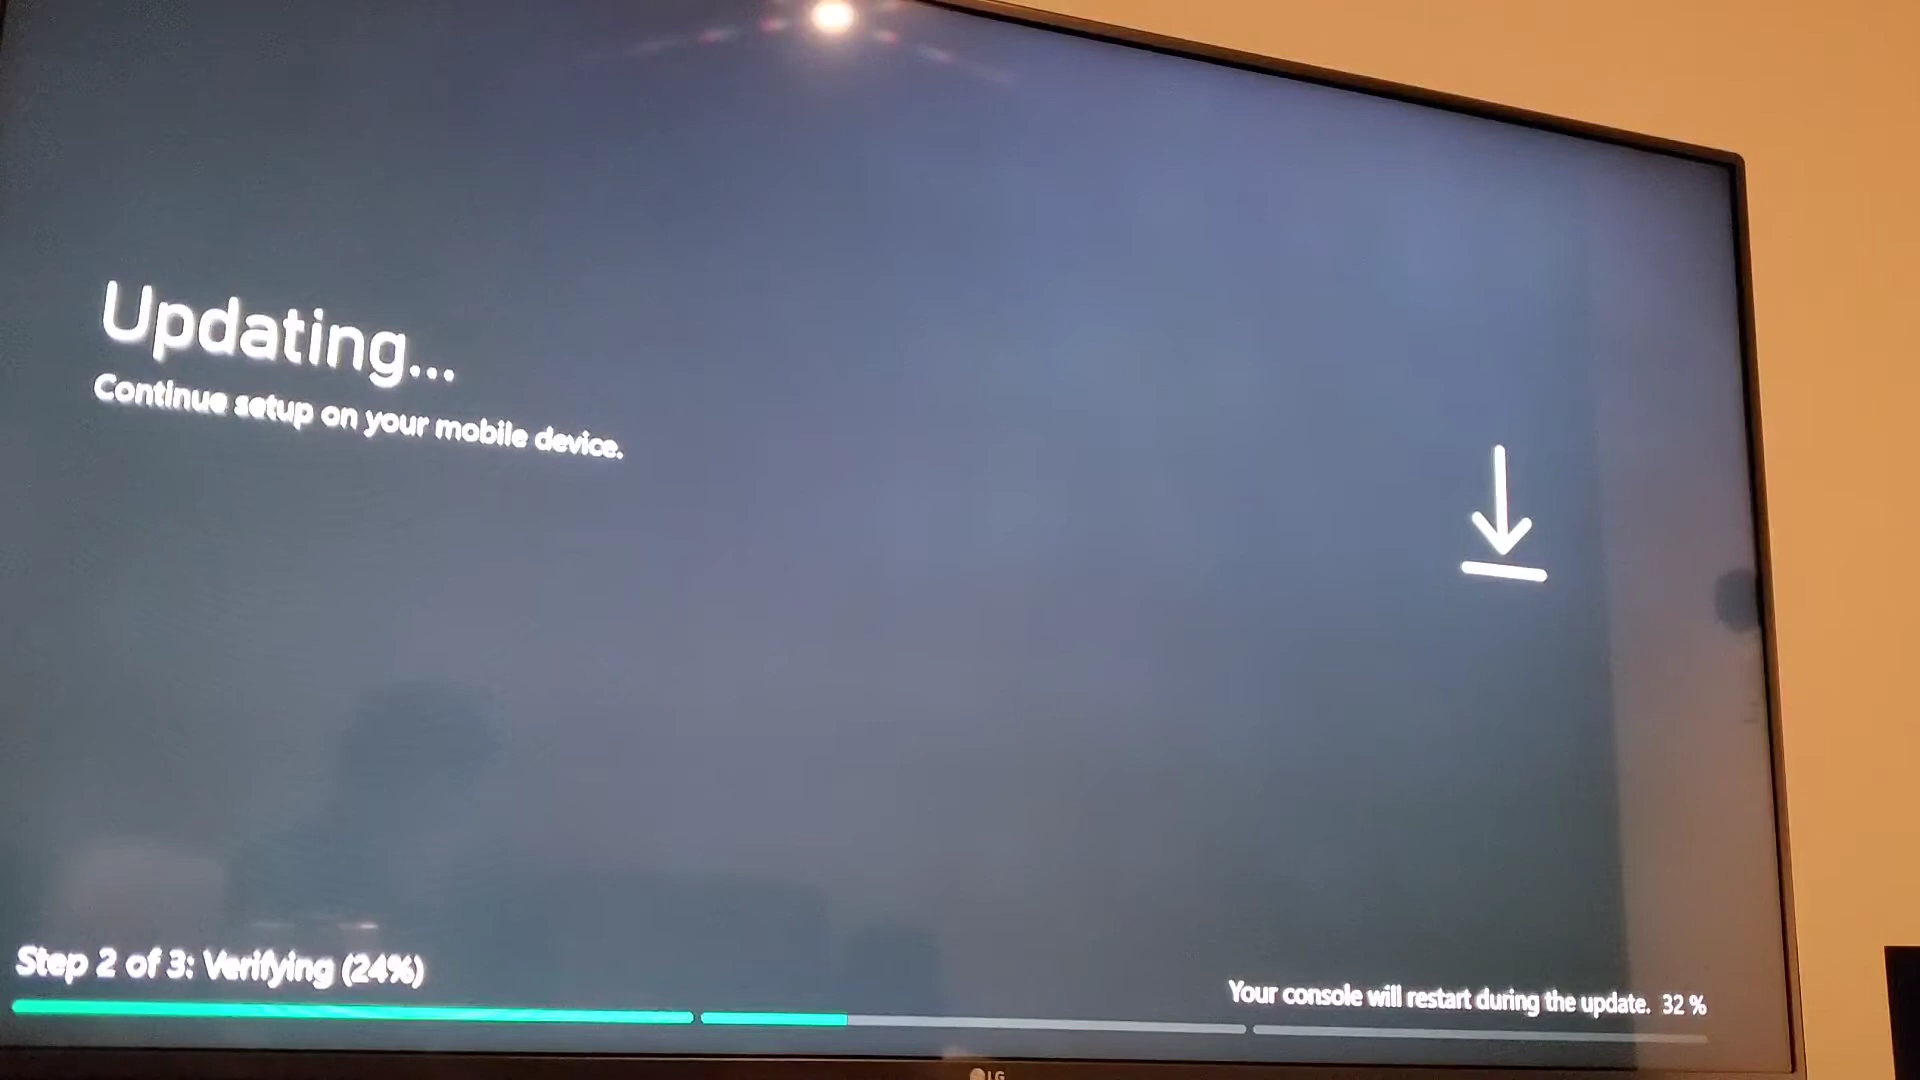 Updating...
Continue setup on your mobile device.
Step 2 of 3: Verifying (24%)
Your console will restart during the update. 32 %
LG